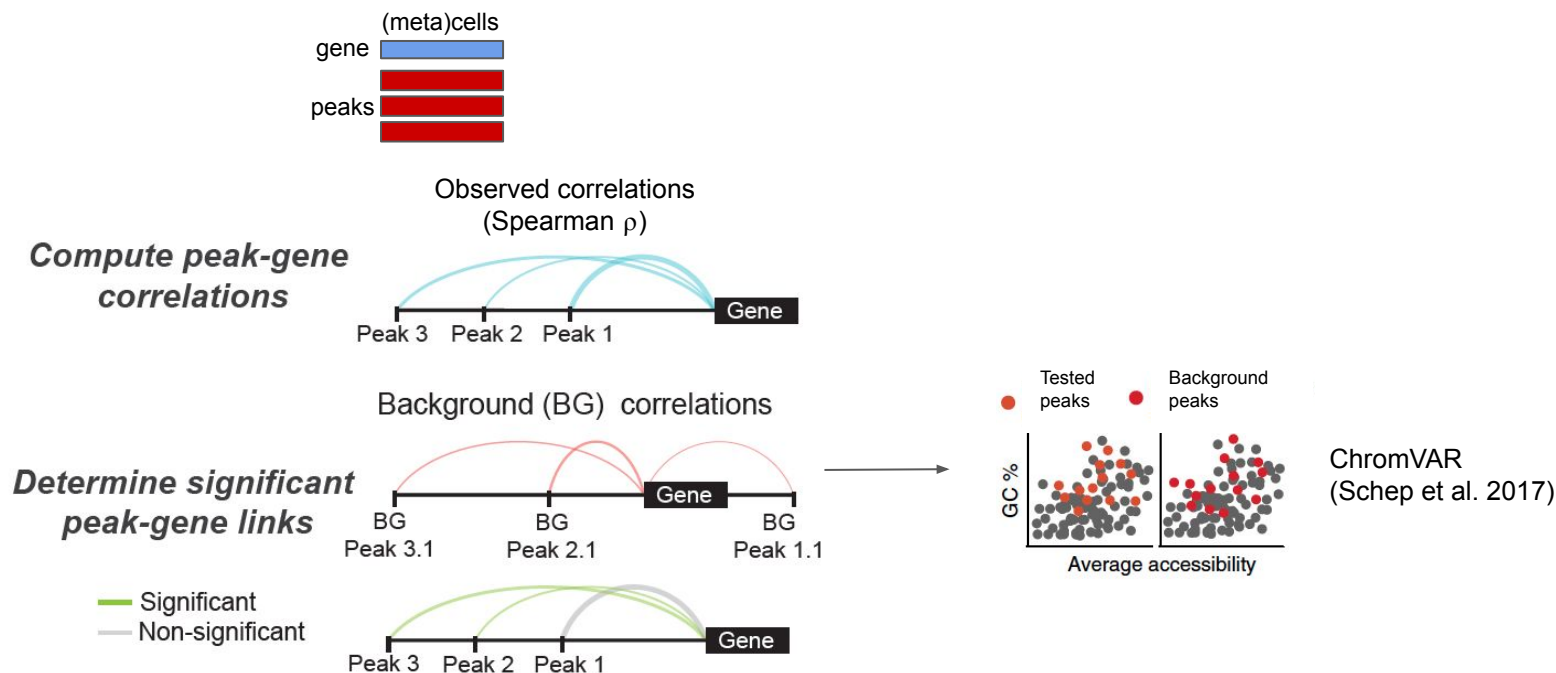 (meta)cells
gene
peaks
Observed correlations
(Spearman ρ)
Compute peak-gene
correlations
Gene
Peak 3
Peak 2
Peak 1
Background (BG) correlations
Determine significant
peak-gene links
Gene
BG
Peak 3.1
BG
Peak 2.1
BG
Peak 1.1
Significant
Non-significant
Gene
Peak 3
Peak 2
Peak 1
Tested
peaks
Background
peaks
GC %
Average accessibility
ChromVAR
(Schep et al. 2017)